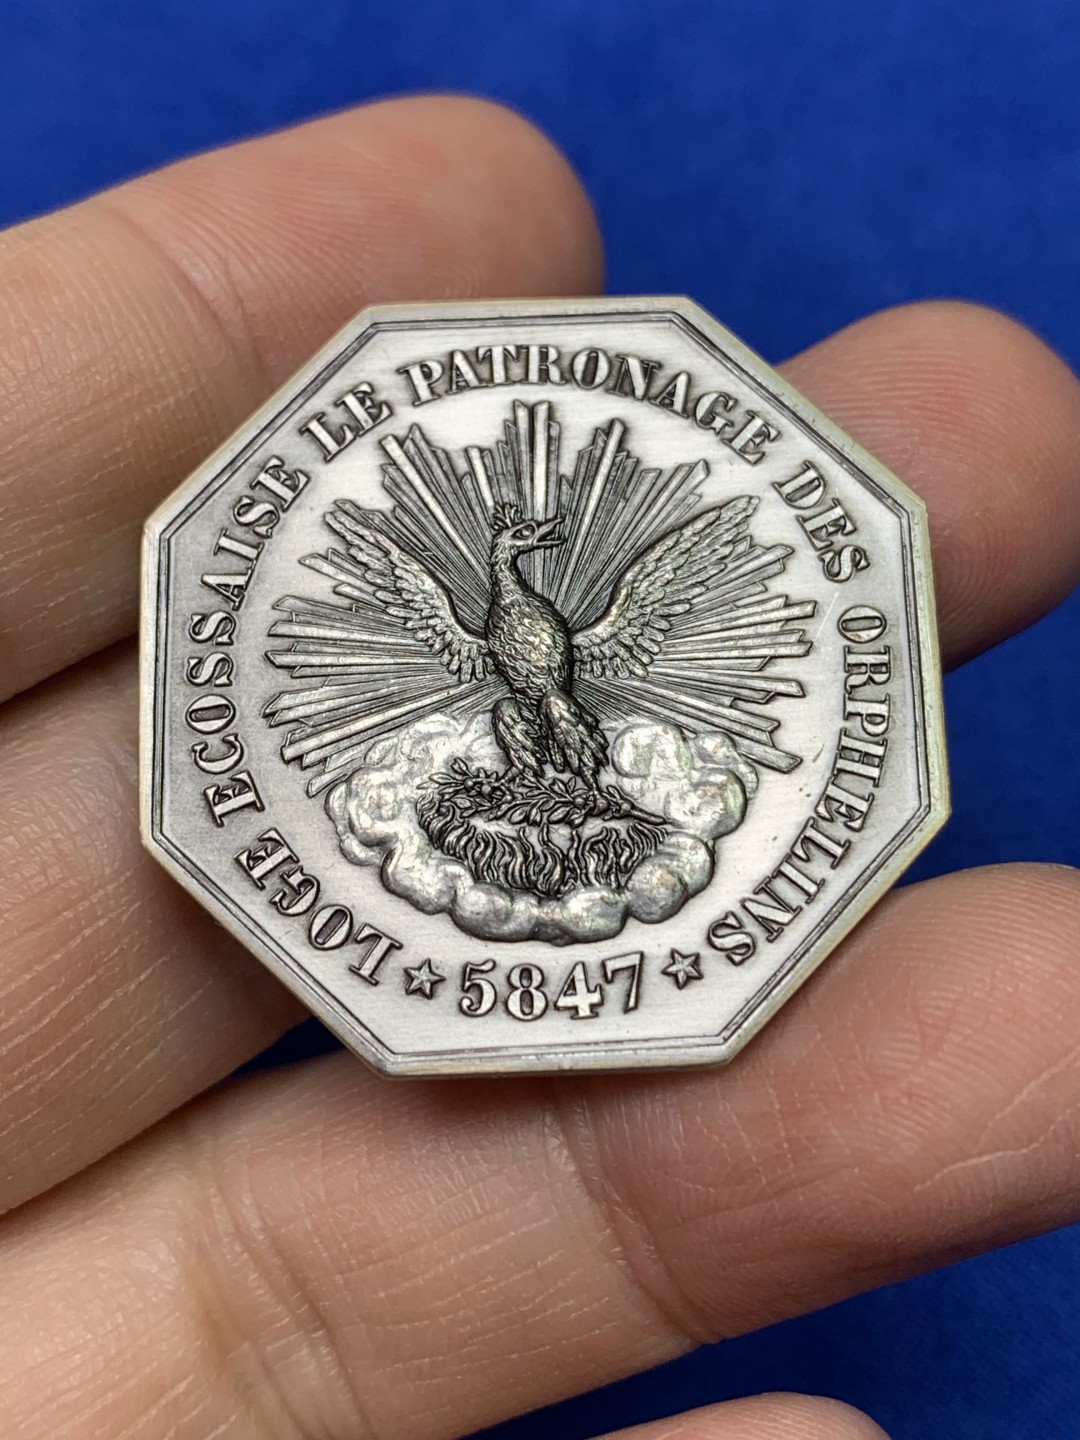 LOGE ECOSSAISE LE PATRONAGE DES ORPHELINS
★ 5847 ★